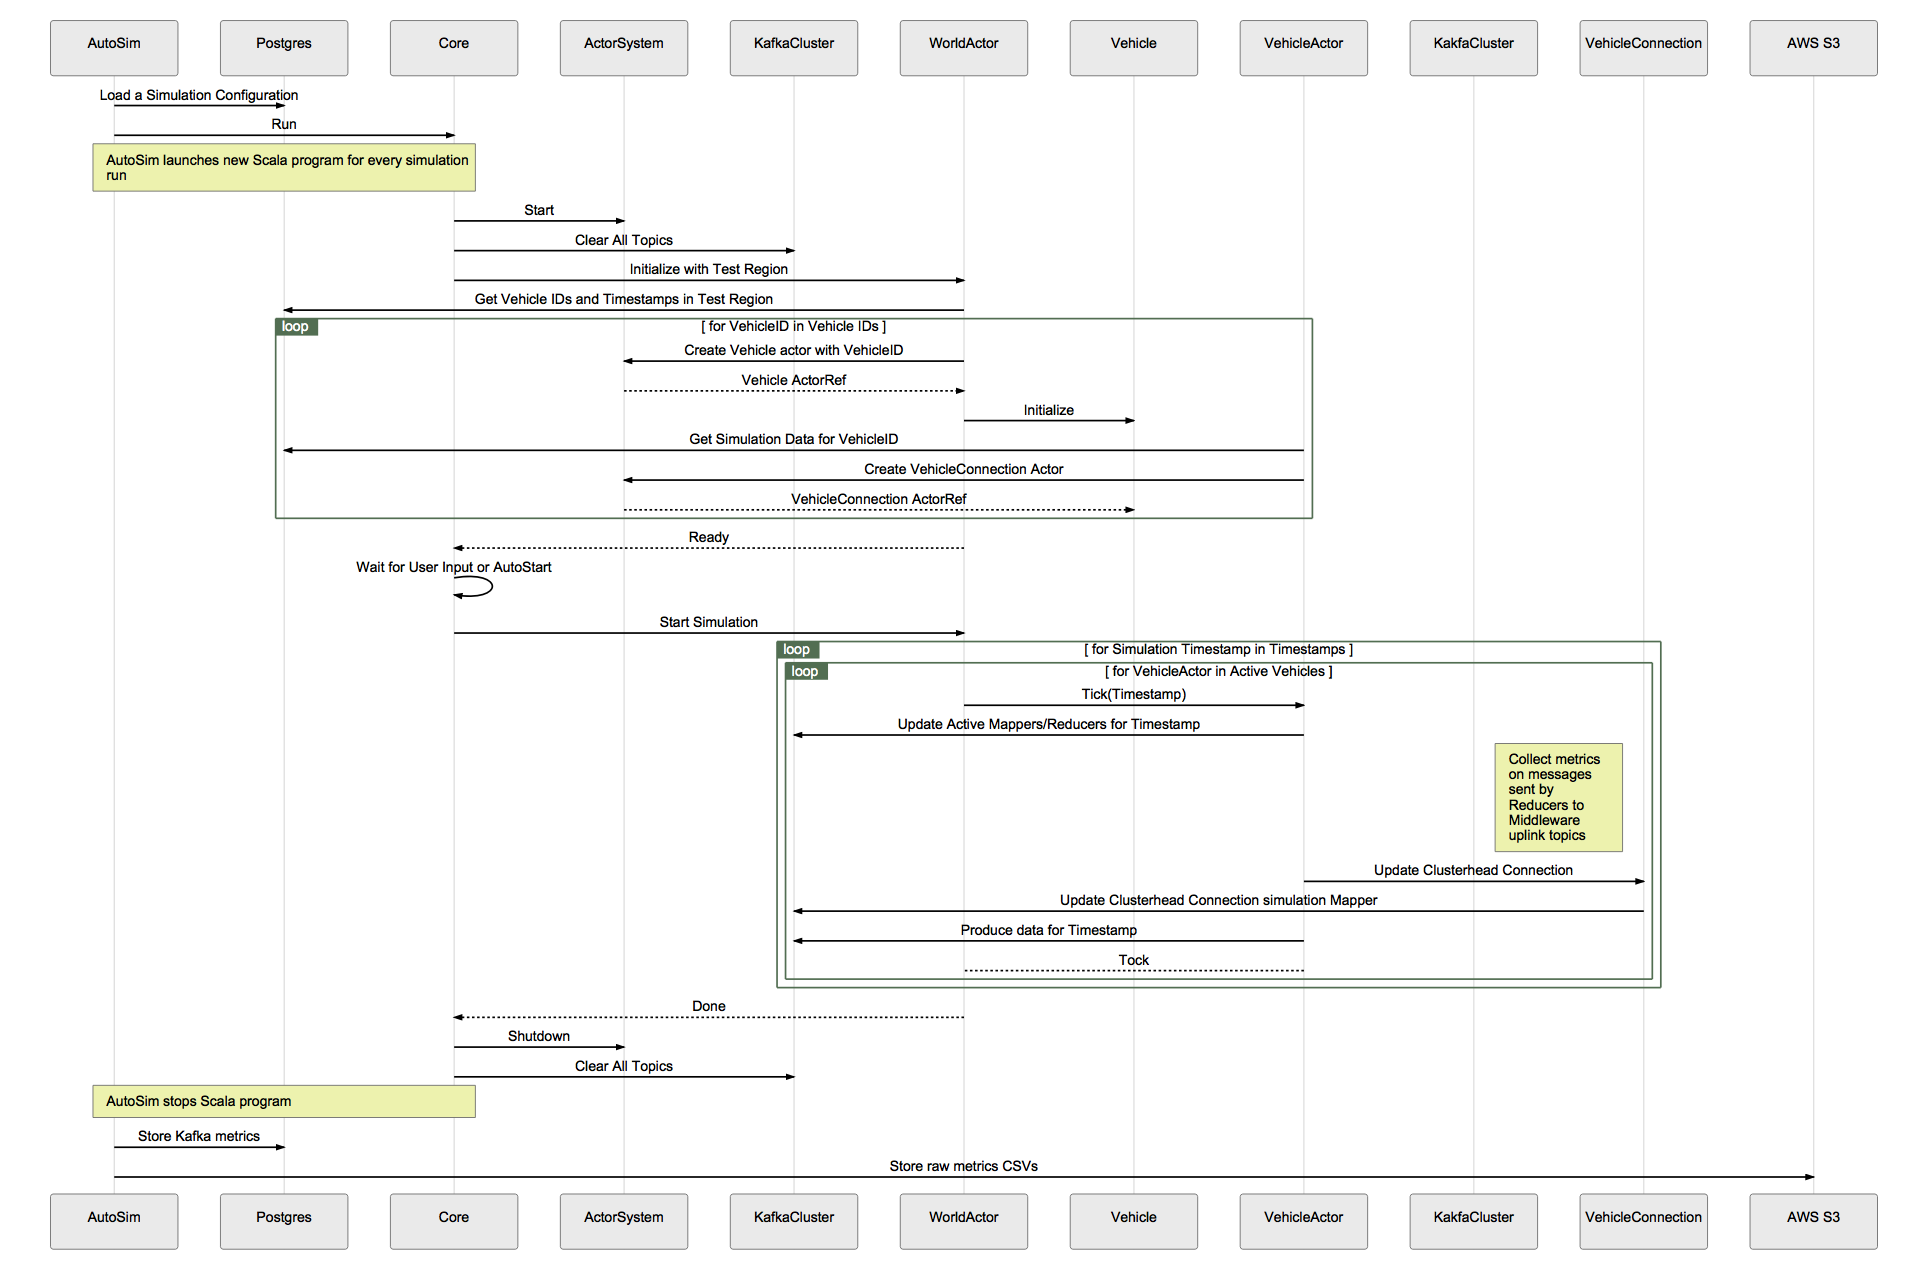 AutoSim
Postgres
Core
ActorSystem
KafkaCluster
WorldActor
Vehicle
VehicleActor
KakfaCluster
VehicleConnection
AWS S3
Load a Simulation Configuration
Run
AutoSim launches new Scala program for every simulation
run
Start
Clear All Topics
Initialize with Test Region
Get Vehicle IDs and Timestamps in Test Region
loop
[ for VehicleID in Vehicle IDs ]
Create Vehicle actor with VehicleID
Vehicle ActorRef
Initialize
Get Simulation Data for VehicleID
Create VehicleConnection Actor
VehicleConnection ActorRef
Ready
Wait for User Input or AutoStart
Start Simulation
loop
[ for Simulation Timestamp in Timestamps ]
loop
[ for VehicleActor in Active Vehicles ]
Tick(Timestamp)
Update Active Mappers/Reducers for Timestamp
Collect metrics
on messages
sent by
Reducers to
Middleware
uplink topics
Update Clusterhead Connection
Update Clusterhead Connection simulation Mapper
Produce data for Timestamp
Tock
Done
Shutdown
Clear All Topics
AutoSim stops Scala program
Store Kafka metrics
Store raw metrics CSVs
AutoSim
Postgres
Core
ActorSystem
KafkaCluster
WorldActor
Vehicle
VehicleActor
KakfaCluster
VehicleConnection
AWS S3